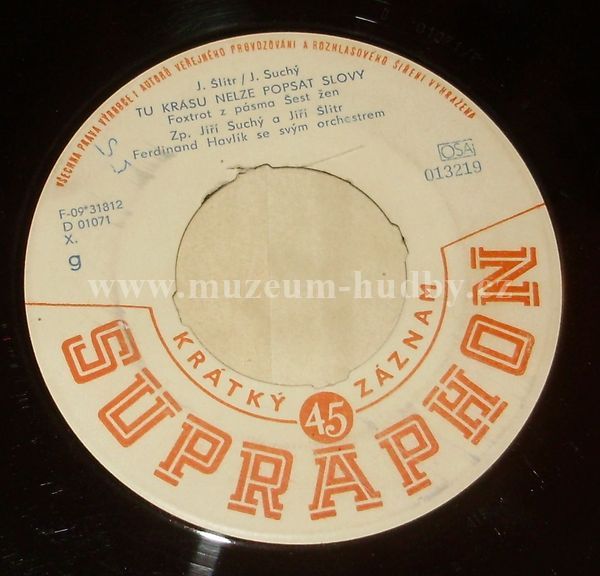 VŠECHNA PRÁVA VÝROBCE I AUTORŮ VEŘEJNÉHO PROVOZOVÁNÍ A ROZHLASOVÉHO ŠÍŘENÍ VYHRAZENA
J. Šlitr / J. Suchý
TU KRÁSU NELZE POPSAT SLOVY
Foxtrot z pásma Šest žen
Zp. Jiří Suchý a Jiří Šlitr
Ferdinand Havlík se svým orchestrem
OSA
013219
F-09*31812
D 01071
X.
g
www.muzeum-hudby.cz
KRÁTKÝ 45 ZÁZNAM
SUPRAPHON